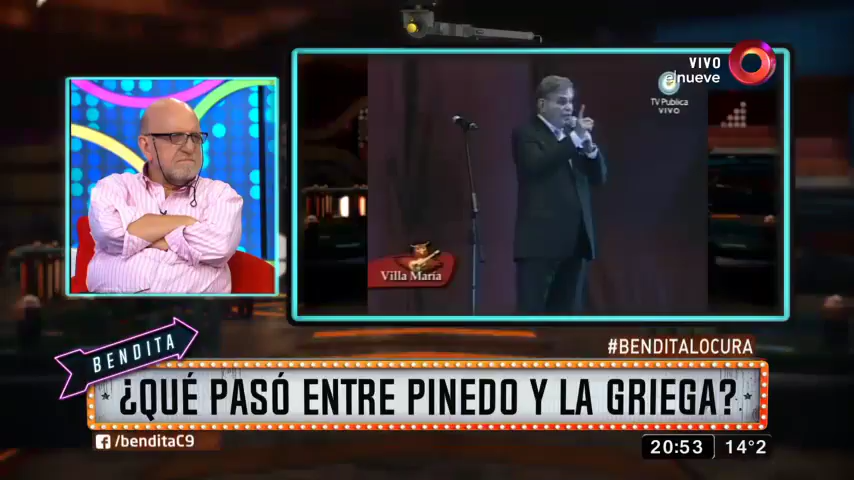 VIVO
elnueve
TV Pública
VIVO
Villa María
#BENDITALOCURA
BENDITA
¿QUÉ PASÓ ENTRE PINEDO Y LA GRIEGA?
/benditaC9
20:53 14°2